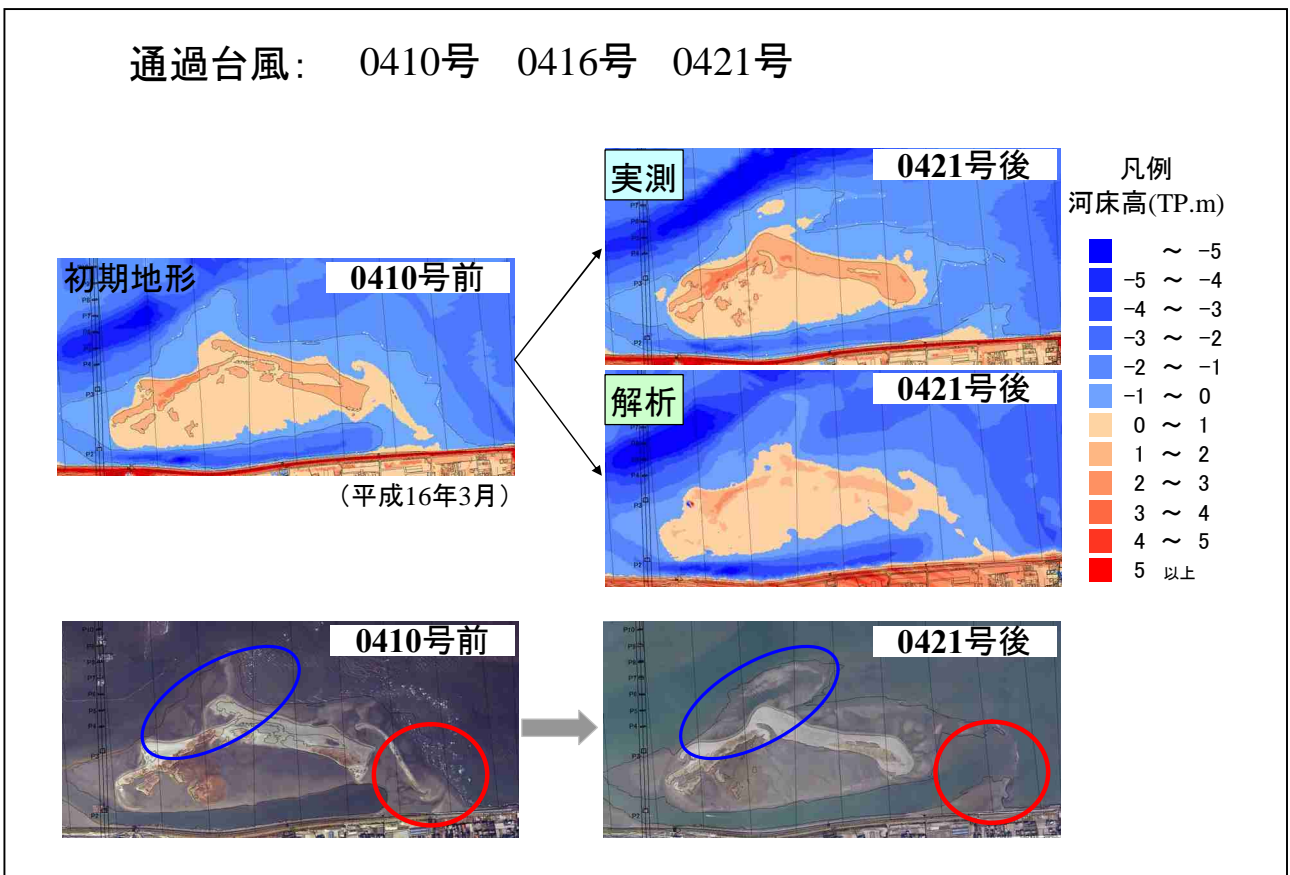 通過台風： 0410号 0416号 0421号
実測
0421号後
初期地形
0410号前
（平成16年3月）
解析
0421号後
凡例
河床高(TP.m)
～ -5
-5 ～ -4
-4 ～ -3
-3 ～ -2
-2 ～ -1
-1 ～ 0
0 ～ 1
1 ～ 2
2 ～ 3
3 ～ 4
4 ～ 5
5 以上
0410号前
0421号後